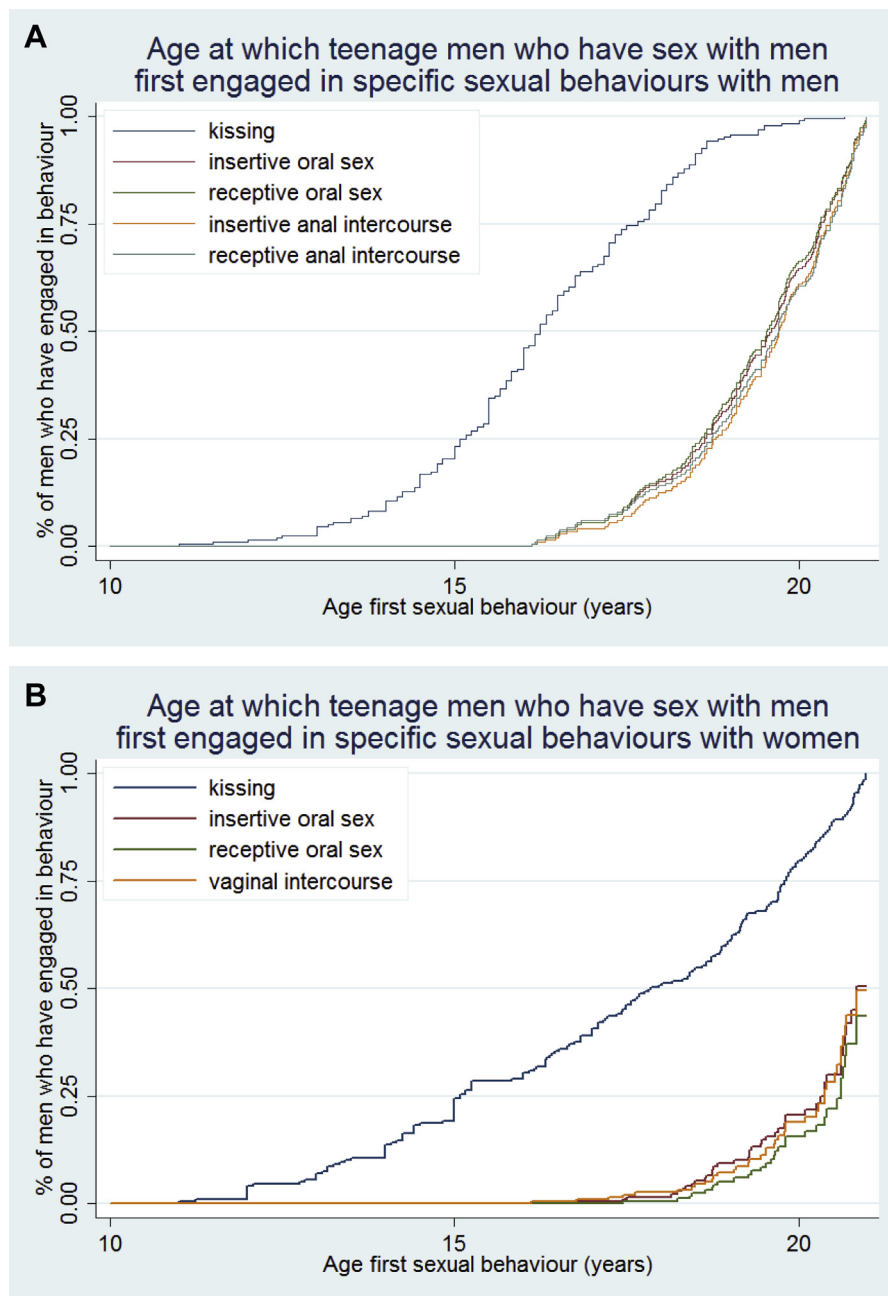 A
Age at which teenage men who have sex with men
first engaged in specific sexual behaviours with men
% of men who have engaged in behaviour
1.00
0.75
0.50
0.25
0.00
kissing
insertive oral sex
receptive oral sex
insertive anal intercourse
receptive anal intercourse
10
15
20
Age first sexual behaviour (years)
B
Age at which teenage men who have sex with men
first engaged in specific sexual behaviours with women
% of men who have engaged in behaviour
1.00
0.75
0.50
0.25
0.00
kissing
insertive oral sex
receptive oral sex
vaginal intercourse
10
15
20
Age first sexual behaviour (years)